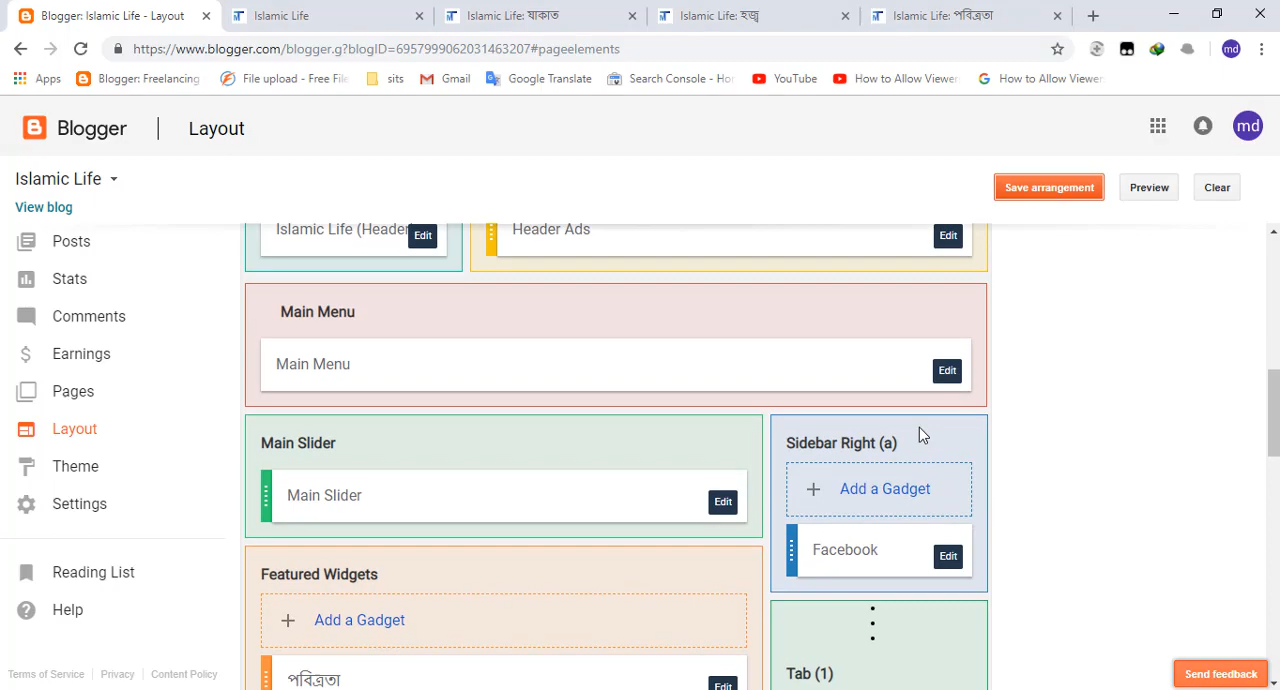 Blogger: Islamic Life - Layout
Islamic Life
Islamic Life: যাকাত
Islamic Life: হজ্ব
Islamic Life: পবিত্রতা
https://www.blogger.com/blogger.g?blogID=6957999062031463207#pageelements
md
Apps
Blogger: Freelancing
File upload - Free File
sits
Gmail
Google Translate
Search Console - Hor
YouTube
How to Allow Viewer
How to Allow Viewer
Blogger
Layout
md
Islamic Life
View blog
Save arrangement
Preview
Clear
Posts
Stats
Comments
Earnings
Pages
Layout
Theme
Settings
Reading List
Help
Terms of Service
Privacy
Content Policy
Islamic Life (Header
Edit
Header Ads
Edit
Main Menu
Main Menu
Edit
Main Slider
Main Slider
Edit
Sidebar Right (a)
Add a Gadget
Facebook
Edit
Featured Widgets
Add a Gadget
পবিত্রতা
Edit
Tab (1)
Send feedback